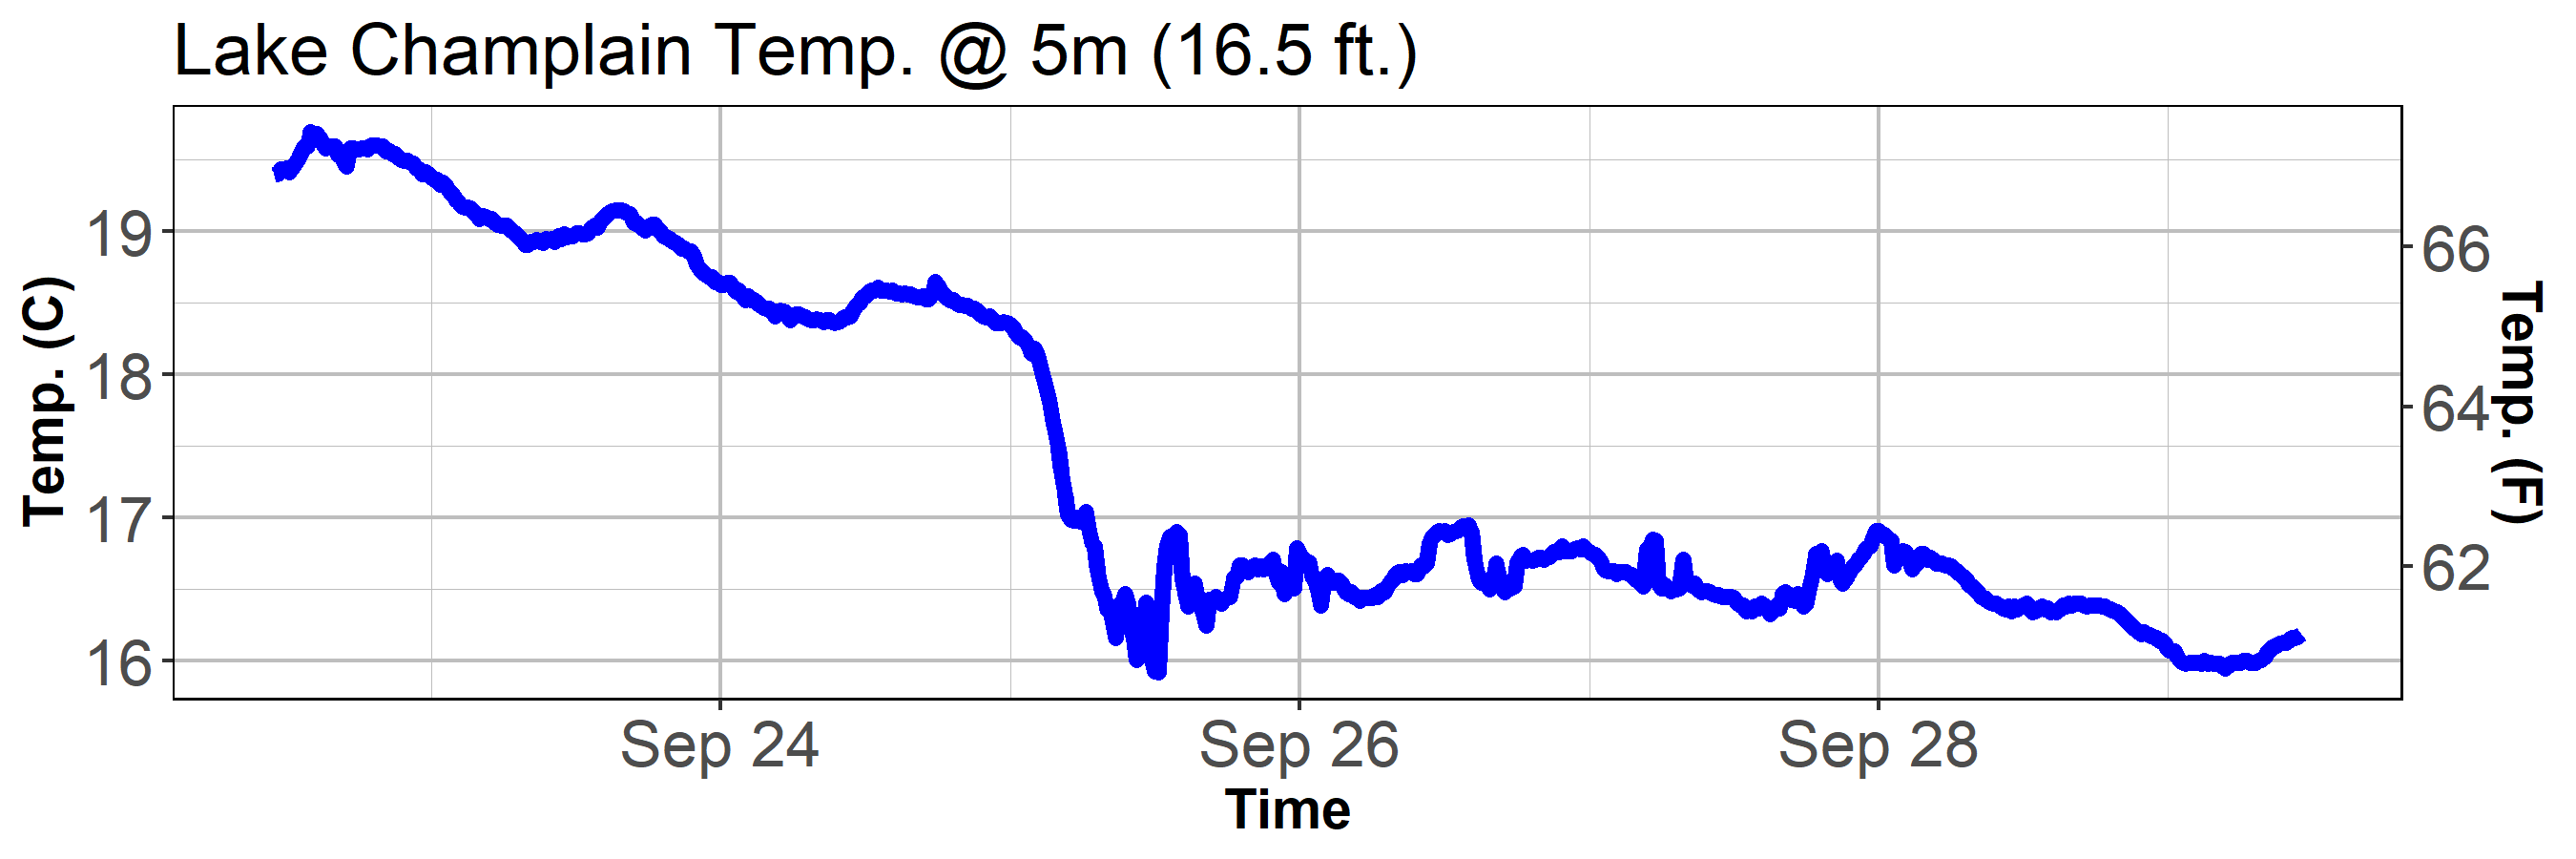 Lake Champlain Temp. @ 5m (16.5 ft.)
Temp. (C)
19
18
17
16
66
64
62
Temp. (F)
Sep 24 Sep 26 Sep 28
Time